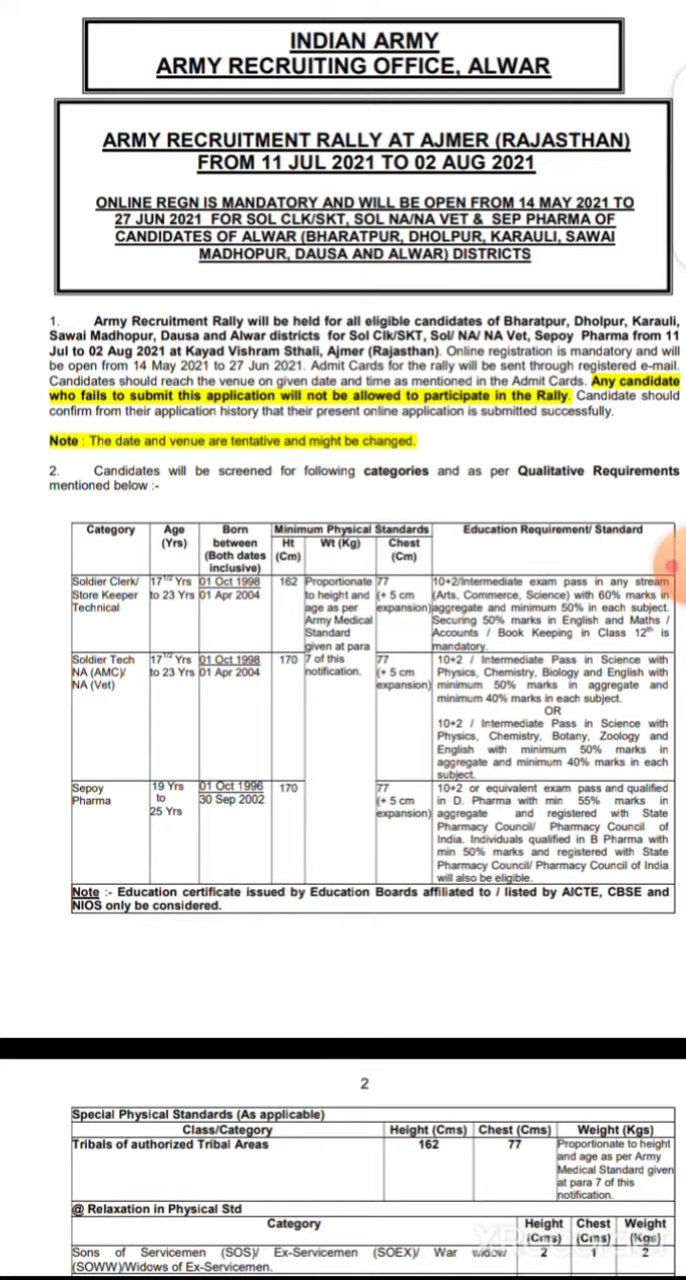 INDIAN ARMY
ARMY RECRUITING OFFICE, ALWAR
ARMY RECRUITMENT RALLY AT AJMER (RAJASTHAN)
FROM 11 JUL 2021 TO 02 AUG 2021
ONLINE REGN IS MANDATORY AND WILL BE OPEN FROM 14 MAY 2021 TO
27 JUN 2021 FOR SOL CLK/SKT, SOL NA/NA VET & SEP PHARMA OF
CANDIDATES OF ALWAR (BHARATPUR, DHOLPUR, KARAULI, SAWAI
MADHOPUR, DAUSA AND ALWAR) DISTRICTS
1. Army Recruitment Rally will be held for all eligible candidates of Bharatpur, Dholpur, Karauli,
Sawai Madhopur, Dausa and Alwar districts for Sol Clk/SKT, Sol/ NA/ NA Vet, Sepoy Pharma from 11
Jul to 02 Aug 2021 at Kayad Vishram Sthali, Ajmer (Rajasthan). Online registration is mandatory and will
be open from 14 May 2021 to 27 Jun 2021. Admit Cards for the rally will be sent through registered e-mail.
Candidates should reach the venue on given date and time as mentioned in the Admit Cards. Any candidate
who fails to submit this application will not be allowed to participate in the Rally. Candidate should
confirm from their application history that their present online application is submitted successfully.
Note : The date and venue are tentative and might be changed.
2. Candidates will be screened for following categories and as per Qualitative Requirements
mentioned below :-
Category Age (Yrs) Born between (Both dates inclusive) Minimum Physical Standards Education Requirement/ Standard
Ht (Cm) Wt (Kg) Chest (Cm)
Soldier Clerk/ 17 1/2 Yrs 01 Oct 1998 162 Proportionate 77 10+2/Intermediate exam pass in any stream
Store Keeper to 23 Yrs 01 Apr 2004 to height and (+ 5 cm (Arts, Commerce, Science) with 60% marks in
Technical age as per expansion) aggregate and minimum 50% in each subject.
Army Medical Securing 50% marks in English and Maths /
Standard Accounts / Book Keeping in Class 12th is
given at para mandatory.
Soldier Tech 17 1/2 Yrs 01 Oct 1998 170 7 of this 77 10+2 / Intermediate Pass in Science with
NA (AMC)/ to 23 Yrs 01 Apr 2004 notification. (+ 5 cm Physics, Chemistry, Biology and English with
NA (Vet) expansion) minimum 50% marks in aggregate and
minimum 40% marks in each subject.
OR
10+2 / Intermediate Pass in Science with
Physics, Chemistry, Botany, Zoology and
English with minimum 50% marks in
aggregate and minimum 40% marks in each
subject.
Sepoy 19 Yrs 01 Oct 1996 170 77 10+2 or equivalent exam pass and qualified
Pharma to 30 Sep 2002 (+ 5 cm in D. Pharma with min 55% marks in
25 Yrs expansion) aggregate and registered with State
Pharmacy Council/ Pharmacy Council of
India. Individuals qualified in B Pharma with
min 50% marks and registered with State
Pharmacy Council/ Pharmacy Council of India
will also be eligible.
Note :- Education certificate issued by Education Boards affiliated to / listed by AICTE, CBSE and
NIOS only be considered.
2
Special Physical Standards (As applicable)
Class/Category Height (Cms) Chest (Cms) Weight (Kgs)
Tribals of authorized Tribal Areas 162 77 Proportionate to height
and age as per Army
Medical Standard given
at para 7 of this
notification.
@ Relaxation in Physical Std
Category Height (Cms) Chest (Cms) Weight (Kgs)
Sons of Servicemen (SOS)/ Ex-Servicemen (SOEX)/ War widow 2 1 2
(SOWW)/Widows of Ex-Servicemen.
XRecorder